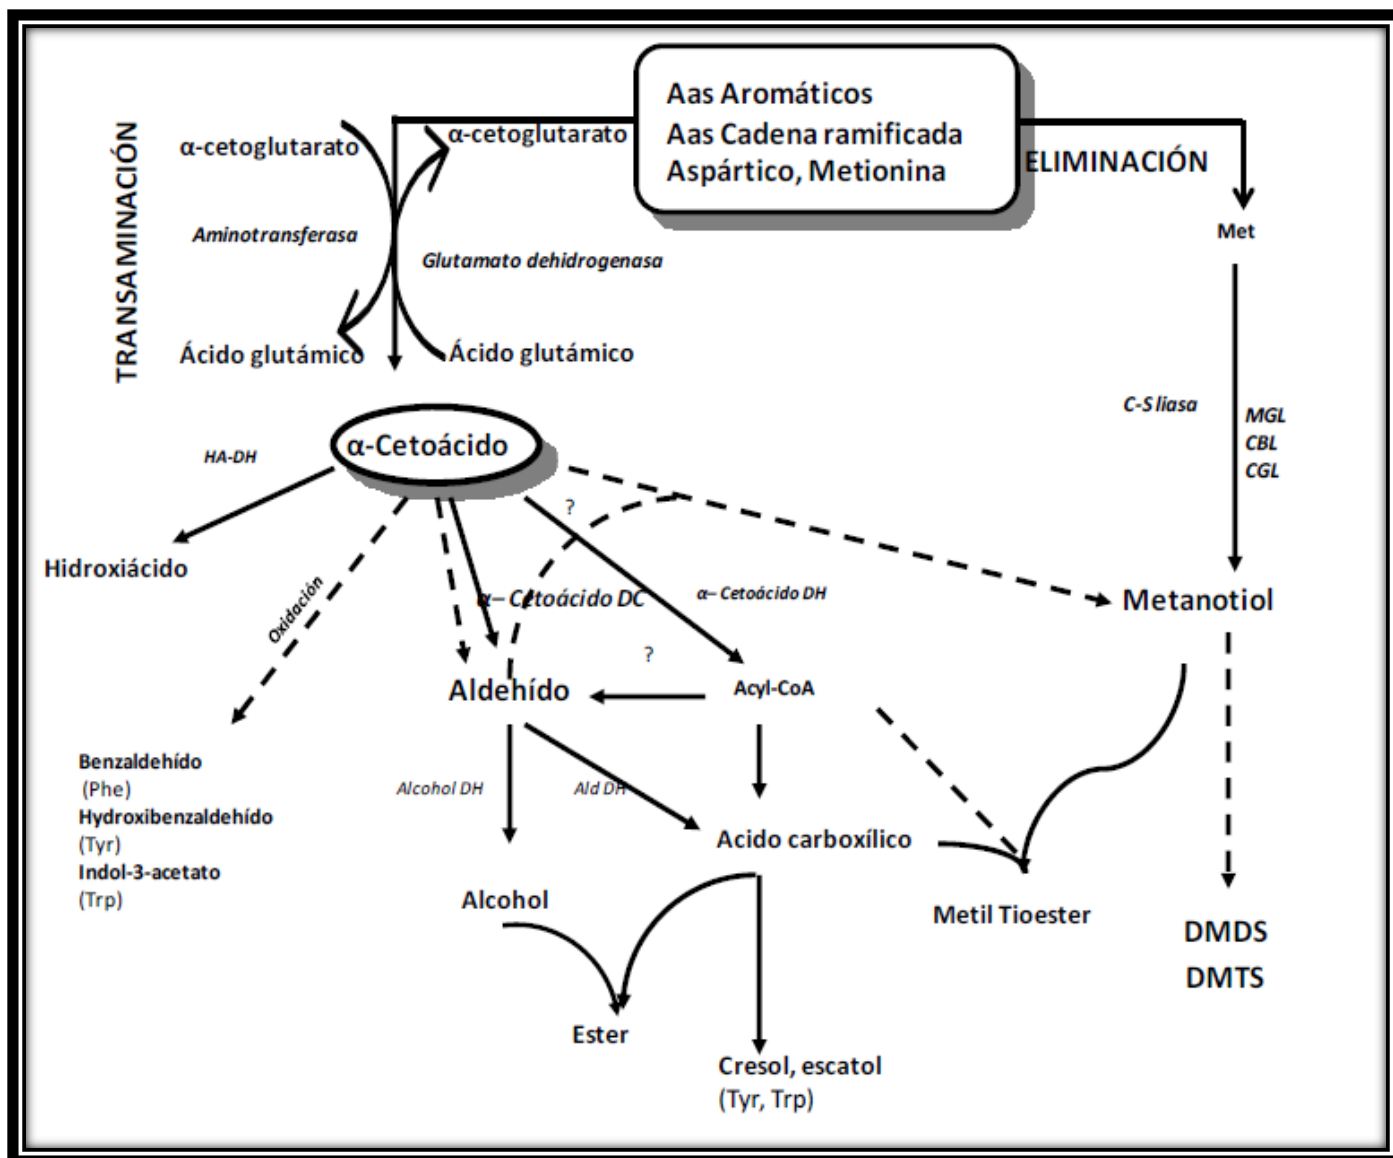 Aas Aromáticos
Aas Cadena ramificada
Aspártico, Metionina
TRANSAMINACIÓN
α-cetoglutarato
α-cetoglutarato
ELIMINACIÓN
Met
Aminotransferasa
Glutamato dehidrogenasa
Ácido glutámico
Ácido glutámico
C-S liasa
MGL
CBL
CGL
α-Cetoácido
HA-DH
?
Hidroxiácido
Oxidación
α– Cetoácido DC
α– Cetoácido DH
Metanotiol
?
Aldehído
Acyl-CoA
Benzaldehído
(Phe)
Hydroxibenzaldehído
(Tyr)
Indol-3-acetato
(Trp)
Alcohol DH
Ald DH
Acido carboxílico
Alcohol
Metil Tioester
DMDS
DMTS
Ester
Cresol, escatol
(Tyr, Trp)